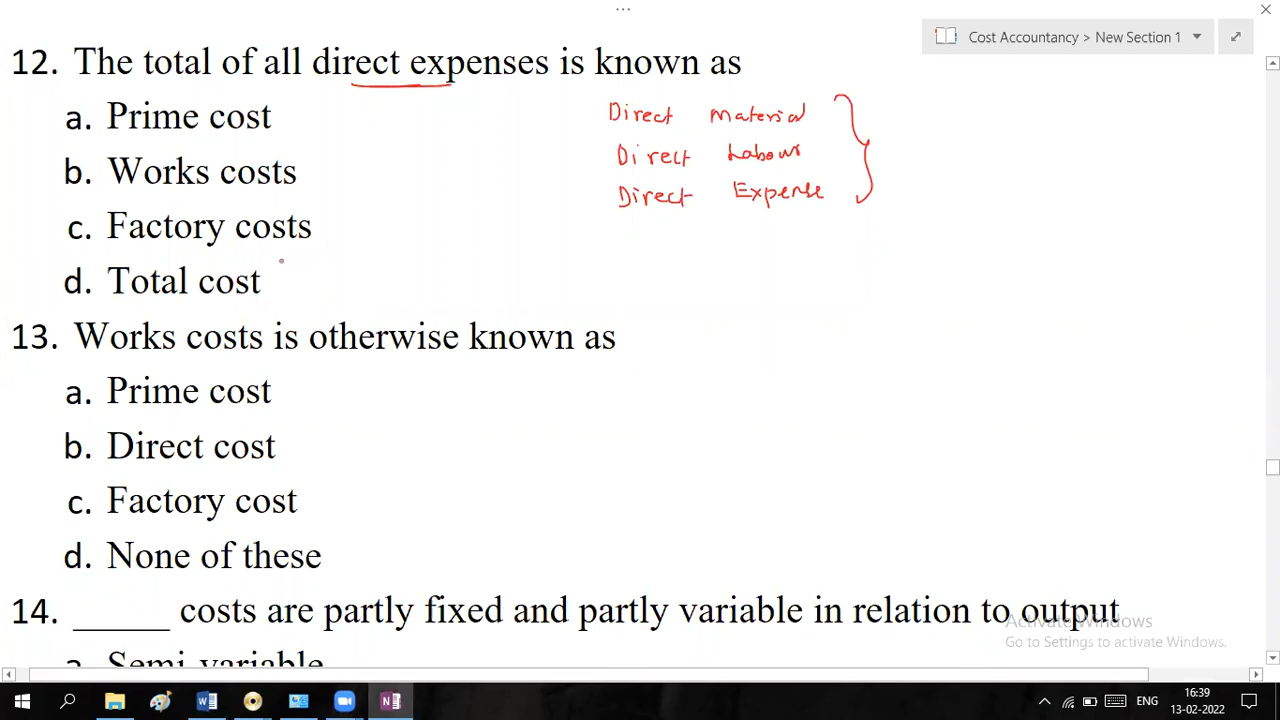 Cost Accountancy > New Section 1
12. The total of all direct expenses is known as
a. Prime cost
b. Works costs
c. Factory costs
d. Total cost
Direct Material
Direct Labour
Direct Expense
13. Works costs is otherwise known as
a. Prime cost
b. Direct cost
c. Factory cost
d. None of these
14. _____ costs are partly fixed and partly variable in relation to output
a. Semi variable
Activate Windows
Go to Settings to activate Windows.
ENG
16:39
13-02-2022